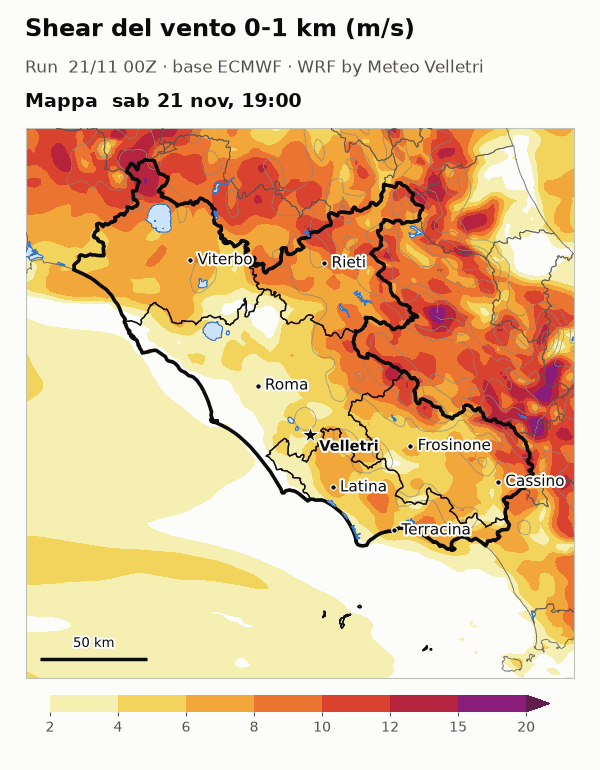 Shear del vento 0-1 km (m/s)
Run  21/11 00Z · base ECMWF · WRF by Meteo Velletri
Mappa  sab 21 nov, 19:00
Viterbo
Rieti
Roma
Velletri
Frosinone
Latina
Cassino
Terracina
50 km
2 4 6 8 10 12 15 20